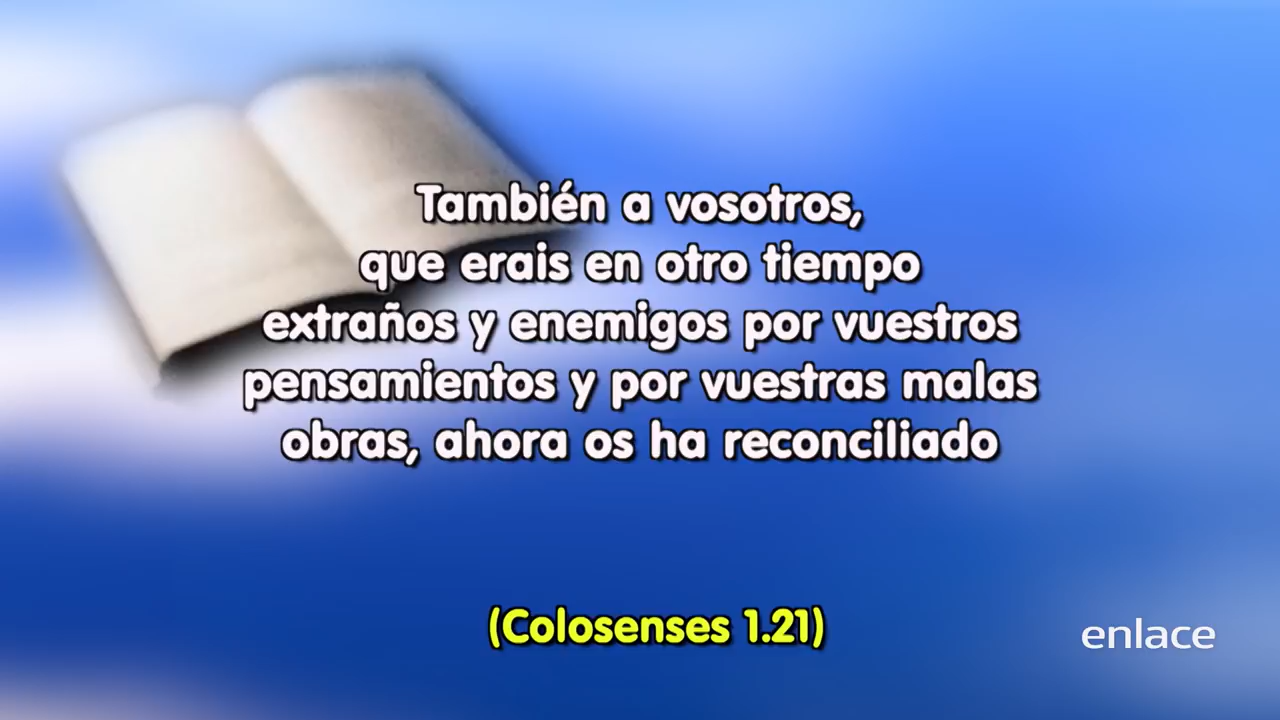 También a vosotros,
que erais en otro tiempo
extraños y enemigos por vuestros
pensamientos y por vuestras malas
obras, ahora os ha reconciliado
(Colosenses 1.21)
enlace